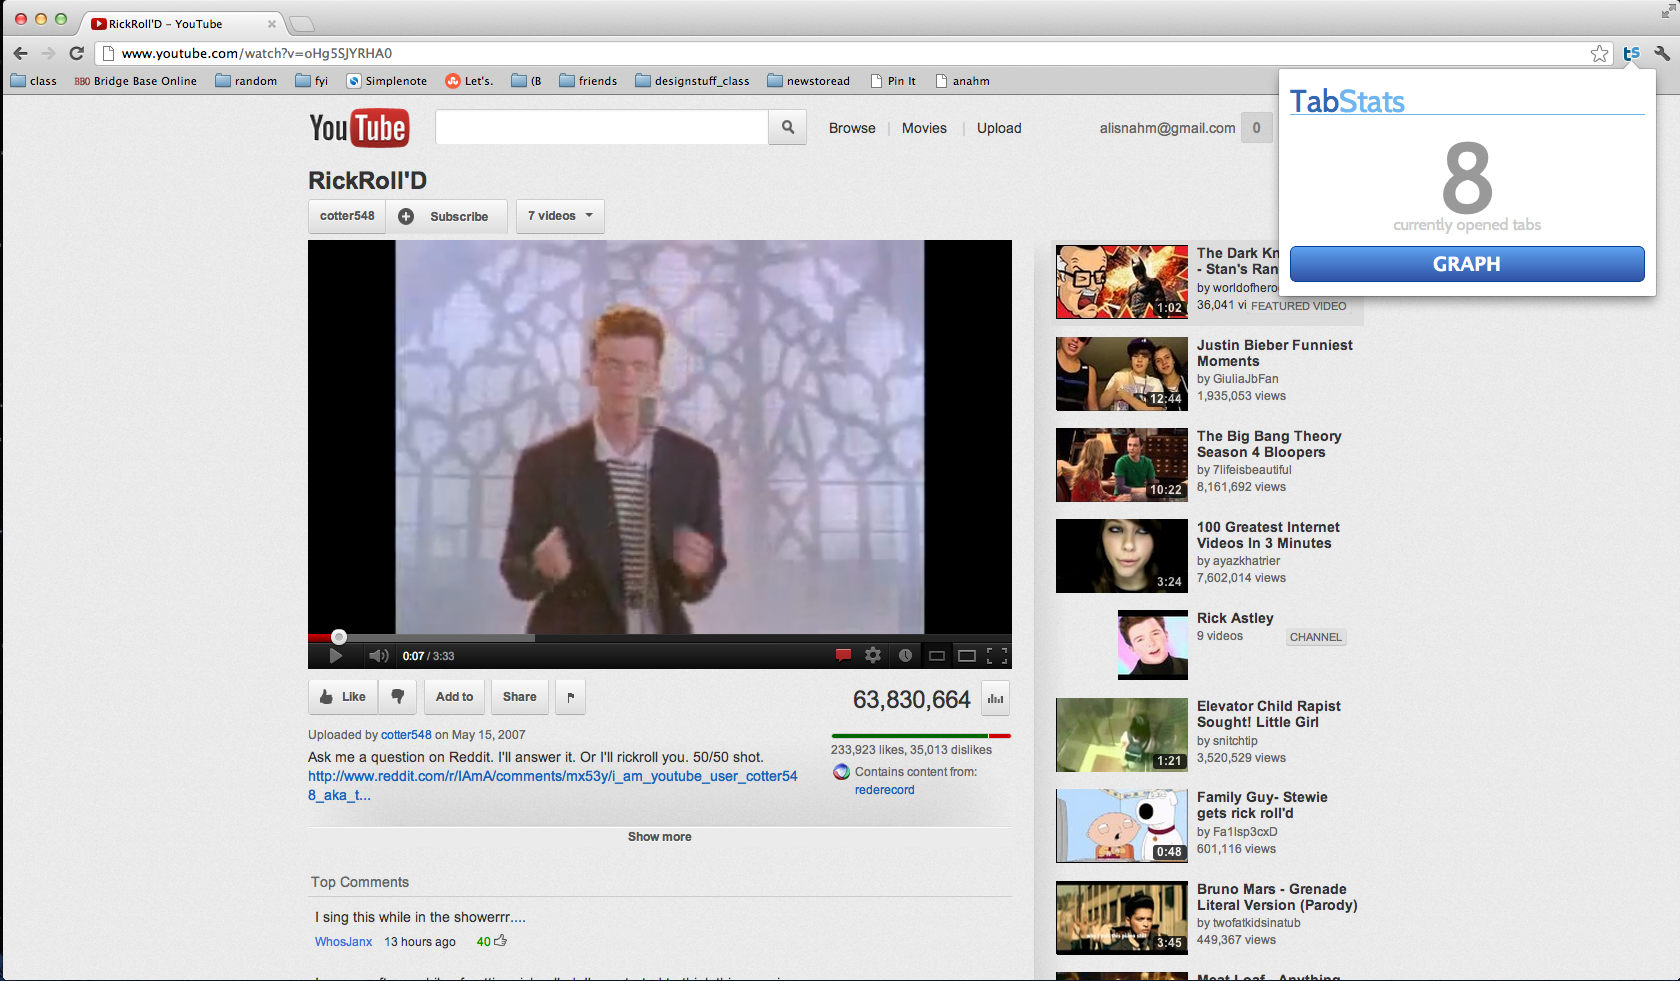 RickRoll'D – YouTube
www.youtube.com/watch?v=oHg5SJYRHA0
class
BBO Bridge Base Online
random
fyi
Simplenote
Let's.
(B
friends
designstuff_class
newstoread
Pin It
anahm
tS
TabStats
8
currently opened tabs
GRAPH
You Tube
Browse
Movies
Upload
alisnahm@gmail.com
0
RickRoll'D
cotter548
Subscribe
7 videos
0:07 / 3:33
Like
Add to
Share
63,830,664
Uploaded by cotter548 on May 15, 2007
Ask me a question on Reddit. I'll answer it. Or I'll rickroll you. 50/50 shot.
http://www.reddit.com/r/IAmA/comments/mx53y/i_am_youtube_user_cotter54
8_aka_t...
233,923 likes, 35,013 dislikes
Contains content from:
rederecord
Show more
Top Comments
I sing this while in the showerrr....
WhosJanx 13 hours ago 40
The Dark Kn
- Stan's Ran
by worldofhero
36,041 vi
FEATURED VIDEO
1:02
Justin Bieber Funniest
Moments
by GiuliaJbFan
1,935,053 views
12:44
The Big Bang Theory
Season 4 Bloopers
by 7lifeisbeautiful
8,161,692 views
10:22
100 Greatest Internet
Videos In 3 Minutes
by ayazkhatrier
7,602,014 views
3:24
Rick Astley
9 videos
CHANNEL
Elevator Child Rapist
Sought! Little Girl
by snitchtip
3,520,529 views
1:21
Family Guy- Stewie
gets rick roll'd
by Fa1lsp3cxD
601,116 views
0:48
Bruno Mars - Grenade
Literal Version (Parody)
by twofatkidsinatub
449,367 views
3:45
Meat Loaf - Anything